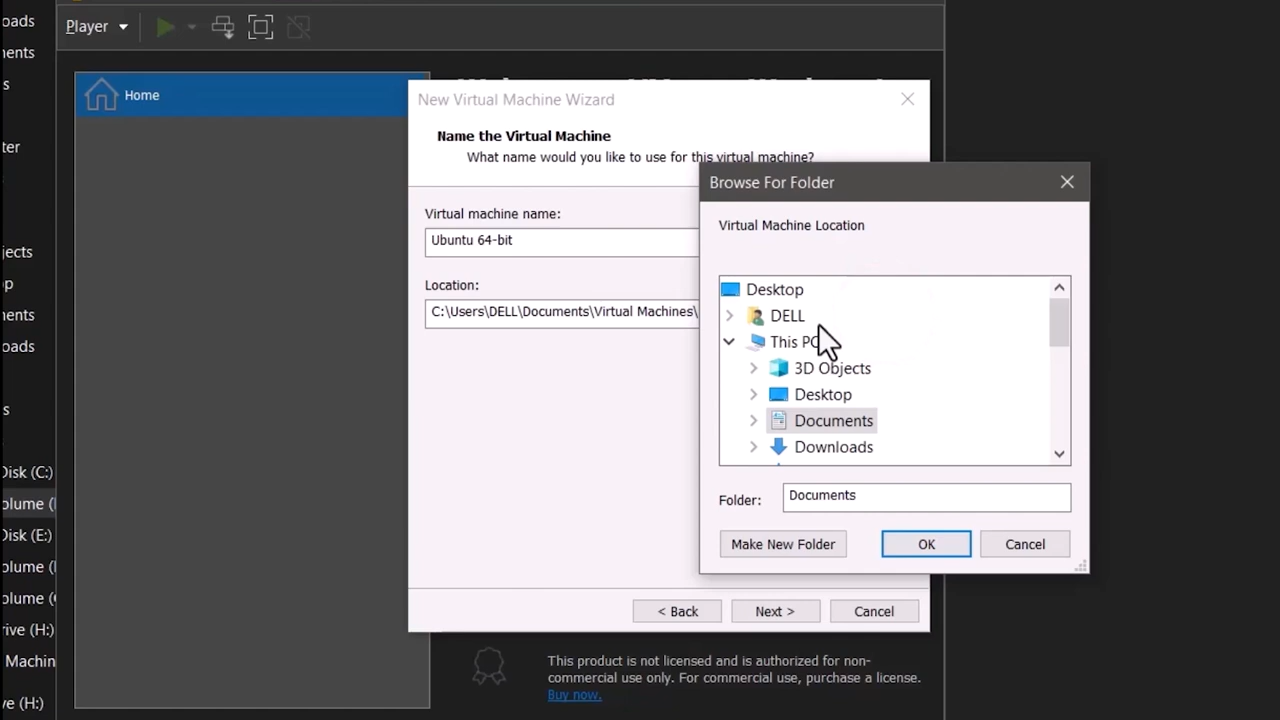 oads
Player
ments
s
Home
ter
New Virtual Machine Wizard
Name the Virtual Machine
What name would you like to use for this virtual machine?
Virtual machine name:
Ubuntu 64-bit
Location:
C:\Users\DELL\Documents\Virtual Machines\
Browse For Folder
Virtual Machine Location
Desktop
DELL
This PC
3D Objects
Desktop
Documents
Downloads
Folder:
Documents
Make New Folder
OK
Cancel
< Back
Next >
Cancel
jects
op
ments
oads
s
Disk (C:)
olume (
Disk (E:)
olume (
olume (
rive (H:)
Machin
ve (H:)
This product is not licensed and is authorized for non-
commercial use only. For commercial use, purchase a license.
Buy now.